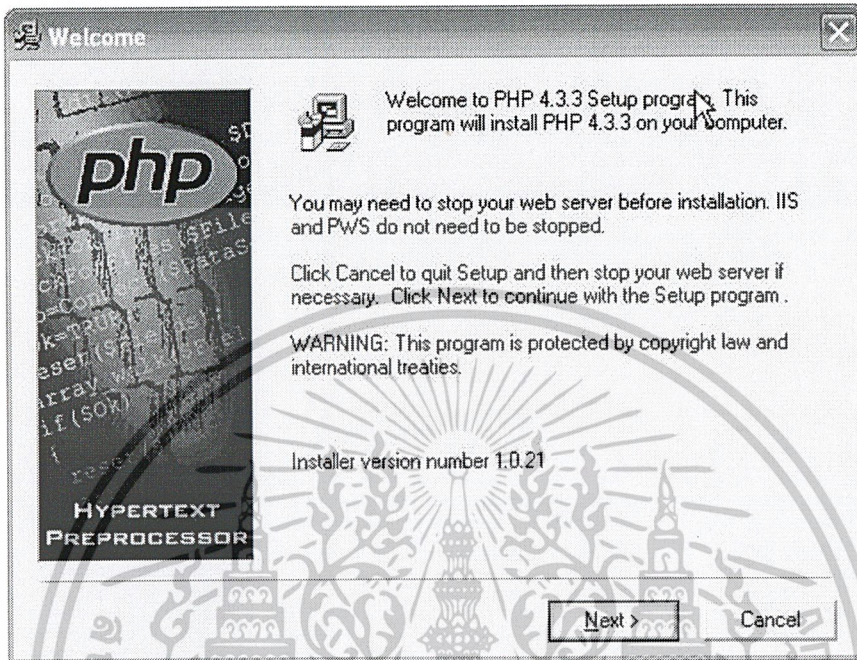 Welcome
php
HYPERTEXT
PREPROCESSOR
Welcome to PHP 4.3.3 Setup program. This
program will install PHP 4.3.3 on your computer.
You may need to stop your web server before installation. IIS
and PWS do not need to be stopped.
Click Cancel to quit Setup and then stop your web server if
necessary. Click Next to continue with the Setup program .
WARNING: This program is protected by copyright law and
international treaties.
Installer version number 1.0.21
Next >
Cancel